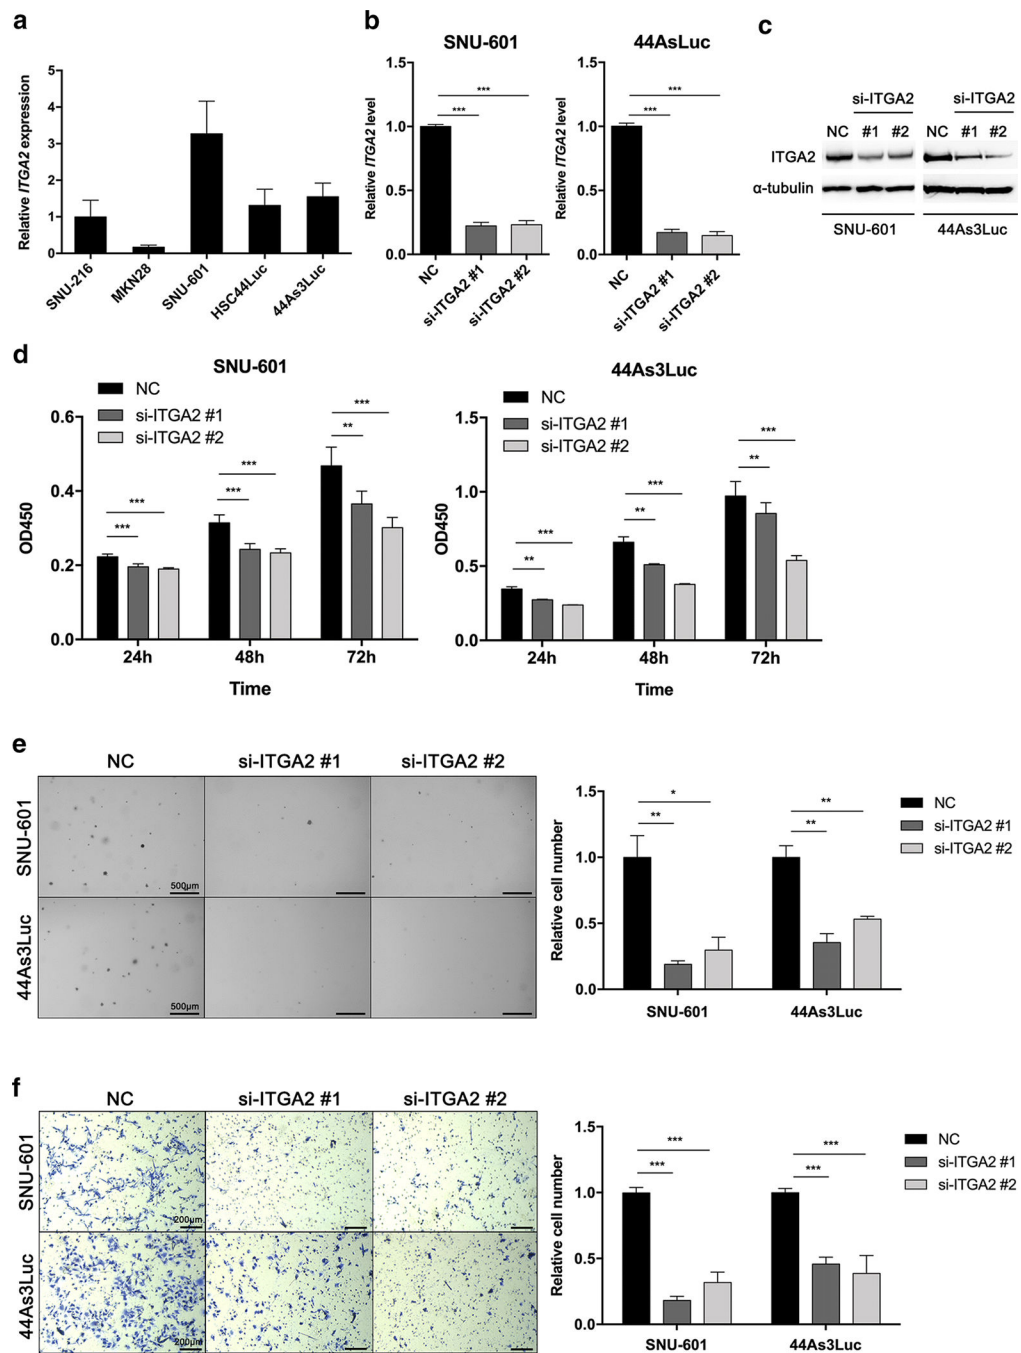 a
Relative ITGA2 expression
5
4
3
2
1
0
SNU-216
MKN28
SNU-601
HSC44Luc
44As3Luc
b
SNU-601
Relative ITGA2 level
1.5
1.0
0.5
0.0
***
***
NC
si-ITGA2 #1
si-ITGA2 #2
44AsLuc
Relative ITGA2 level
1.5
1.0
0.5
0.0
***
***
NC
si-ITGA2 #1
si-ITGA2 #2
c
si-ITGA2 si-ITGA2
NC #1 #2 NC #1 #2
ITGA2
α-tubulin
SNU-601 44As3Luc
d
SNU-601
NC
si-ITGA2 #1
si-ITGA2 #2
OD450
0.6
0.4
0.2
0.0
***
***
***
***
***
**
24h 48h 72h
Time
44As3Luc
NC
si-ITGA2 #1
si-ITGA2 #2
OD450
1.5
1.0
0.5
0.0
***
**
***
**
***
**
24h 48h 72h
Time
e
NC si-ITGA2 #1 si-ITGA2 #2
SNU-601
500μm
44As3Luc
500μm
Relative cell number
1.5
1.0
0.5
0.0
*
**
**
**
SNU-601 44As3Luc
NC
si-ITGA2 #1
si-ITGA2 #2
f
NC si-ITGA2 #1 si-ITGA2 #2
SNU-601
200μm
44As3Luc
200μm
Relative cell number
1.5
1.0
0.5
0.0
***
***
***
***
SNU-601 44As3Luc
NC
si-ITGA2 #1
si-ITGA2 #2